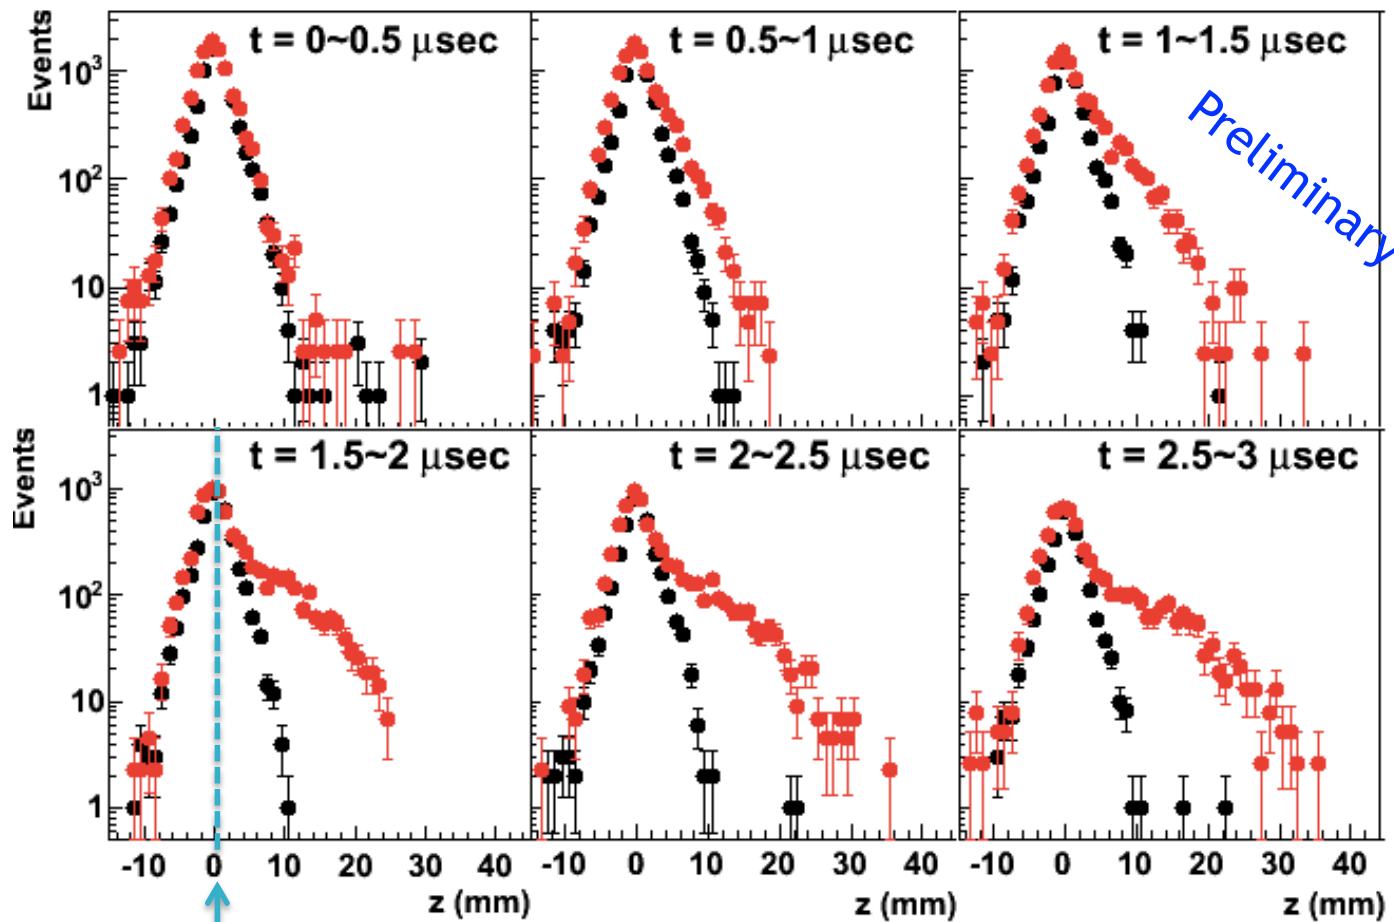 t = 0~0.5 μsec
t = 0.5~1 μsec
t = 1~1.5 μsec
Events
10³
10²
10
1
Preliminary
t = 1.5~2 μsec
t = 2~2.5 μsec
t = 2.5~3 μsec
Events
10³
10²
10
1
-10 0 10 20 30 40
-10 0 10 20 30 40
-10 0 10 20 30 40
z (mm)
z (mm)
z (mm)